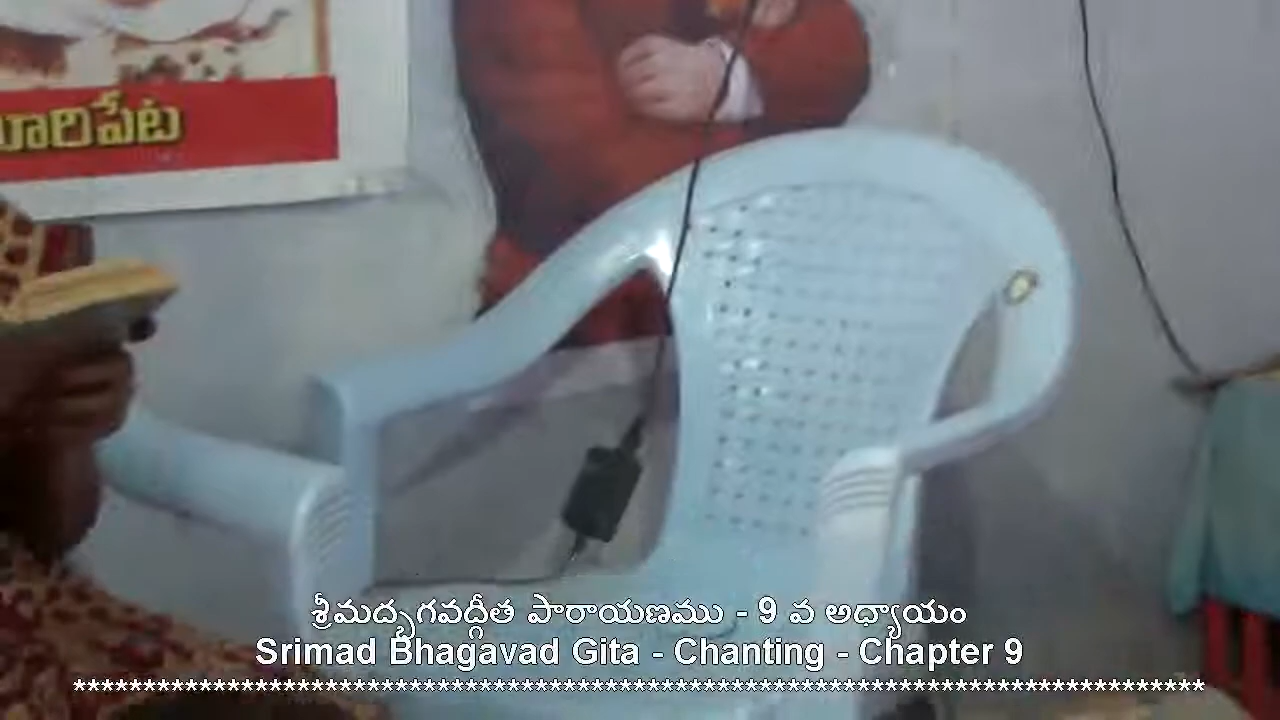 శ్రీమద్భగవద్గీత పారాయణము - 9 వ అధ్యాయం
Srimad Bhagavad Gita - Chanting - Chapter 9